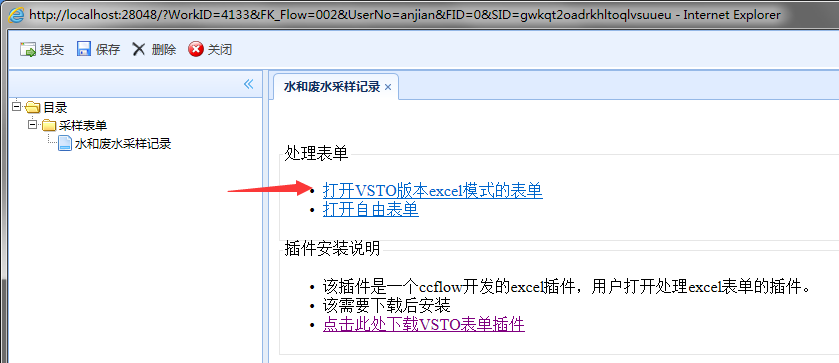 http://localhost:28048/?WorkID=4133&FK_Flow=002&UserNo=anjian&FID=0&SID=gwkqt2oadrkhltoqlvsuueu - Internet Explorer
提交 保存 删除 关闭
水和废水采样记录
目录
采样表单
水和废水采样记录
处理表单
打开VSTO版本excel模式的表单
打开自由表单
插件安装说明
该插件是一个ccflow开发的excel插件，用户打开处理excel表单的插件。
该需要下载后安装
点击此处下载VSTO表单插件